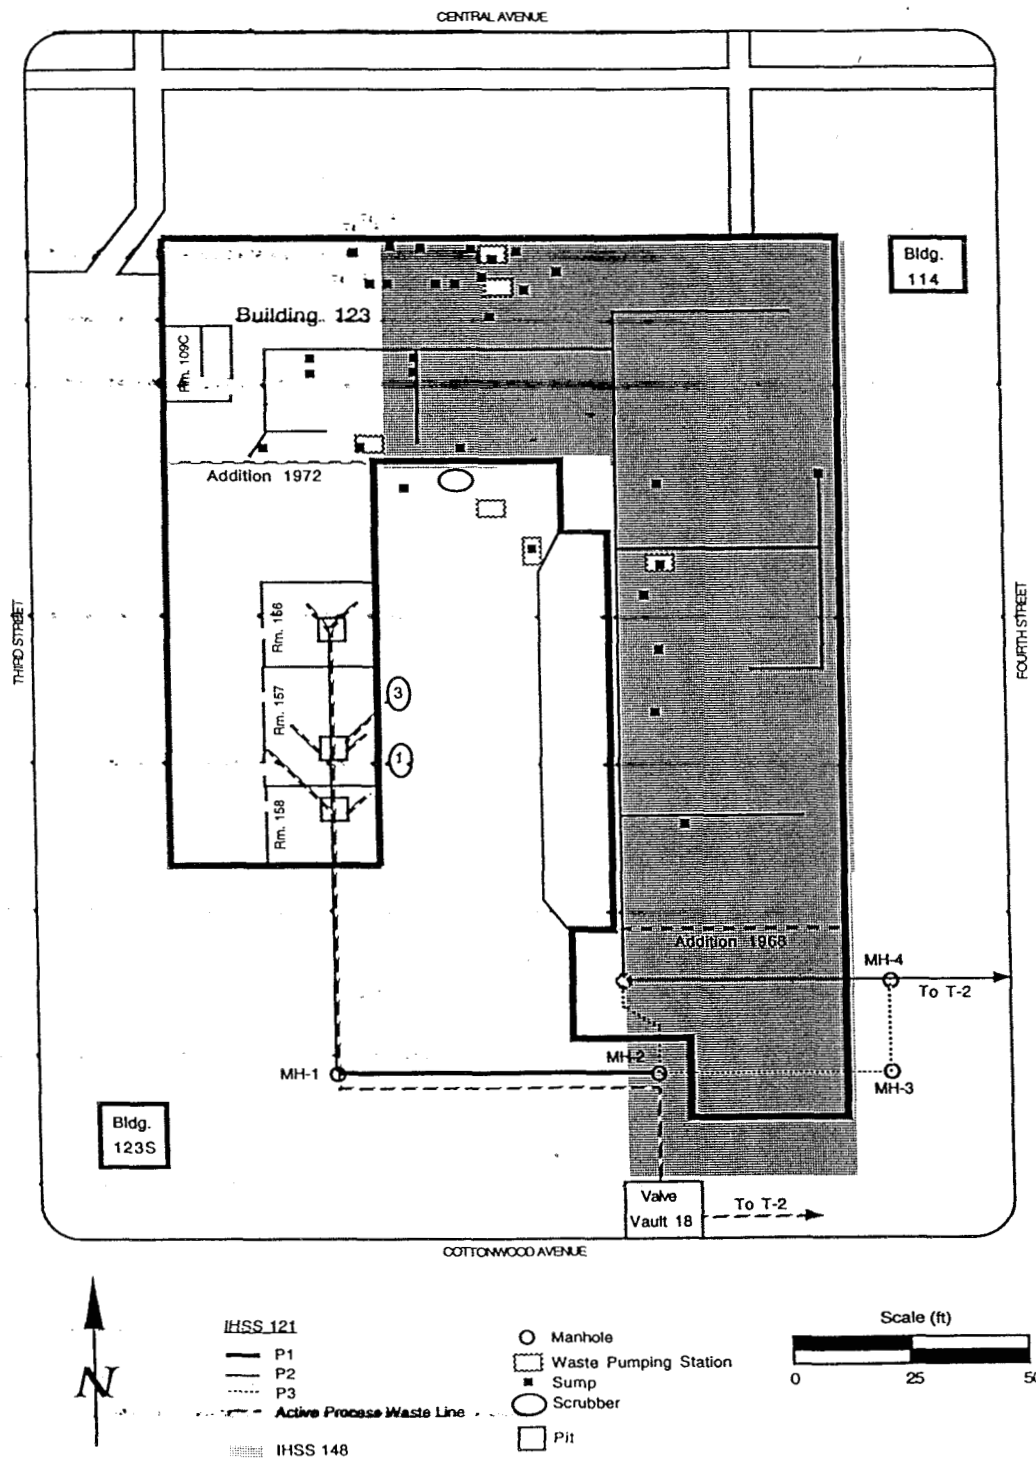 CENTRAL AVENUE
Bldg.
114
Building 123
Rm. 109C
Addition 1972
Rm. 166
THIRD STREET
FOURTH STREET
Rm. 157
3
1
Rm. 158
Addition 1968
MH-4
To T-2
MH-2
MH-1
MH-3
Bldg.
123S
Valve
Vault 18
To T-2
COTTONWOOD AVENUE
N
IHSS 121
P1
P2
P3
Active Process Waste Line
IHSS 148
Manhole
Waste Pumping Station
Sump
Scrubber
Pit
Scale (ft)
0 25